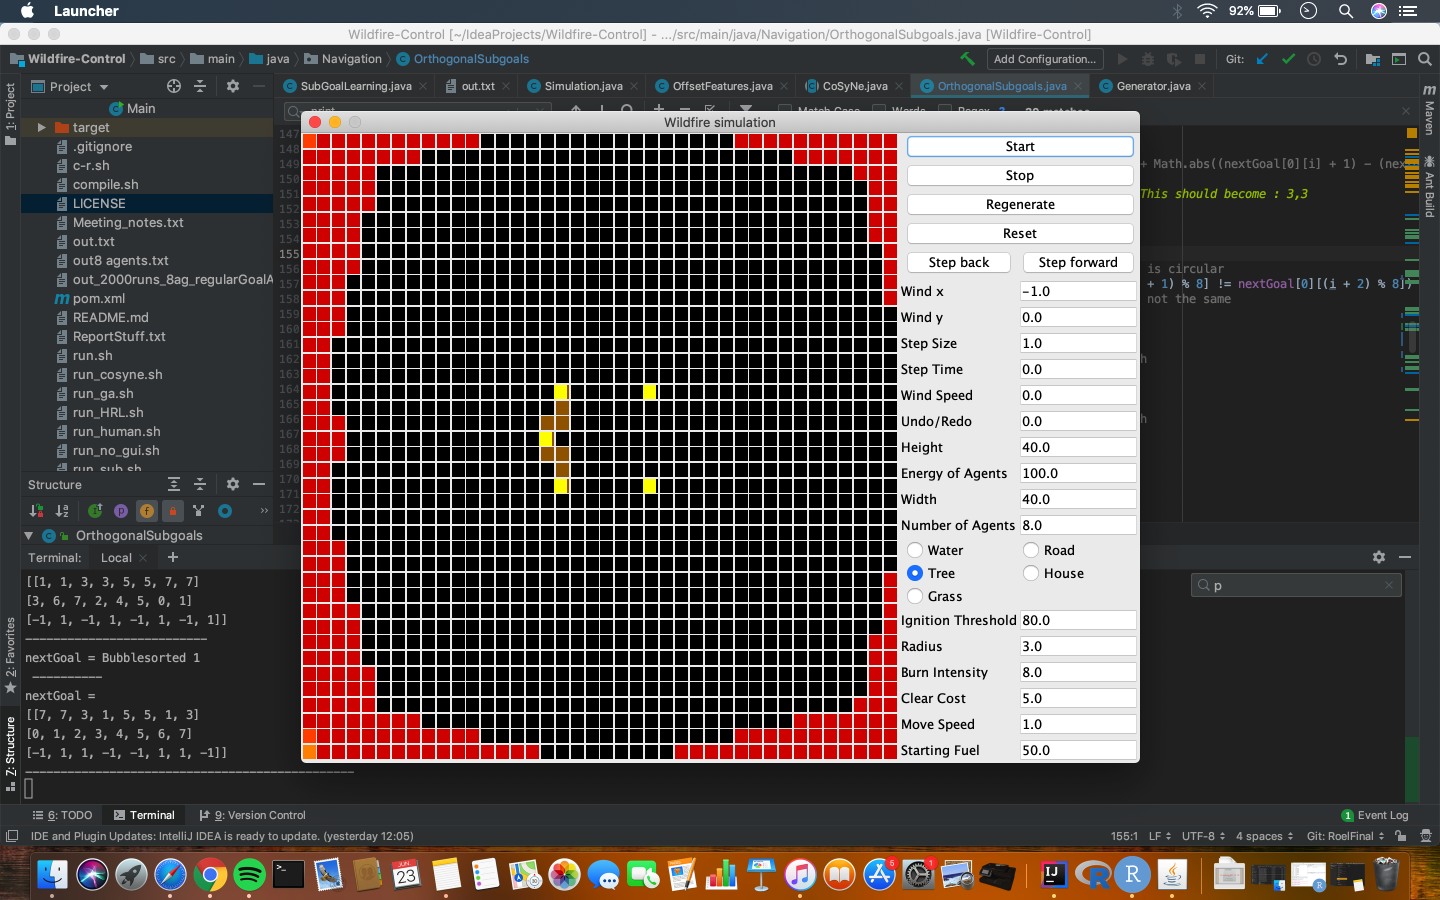 Launcher
92%
Wildfire-Control [~/IdeaProjects/Wildfire-Control] - .../src/main/java/Navigation/OrthogonalSubgoals.java [Wildfire-Control]
Wildfire-Control
src
main
java
Navigation
OrthogonalSubgoals
Add Configuration...
Git:
Project
SubGoalLearning.java
out.txt
Simulation.java
OffsetFeatures.java
CoSyNe.java
OrthogonalSubgoals.java
Generator.java
1: Project
Main
target
.gitignore
c-r.sh
compile.sh
LICENSE
Meeting_notes.txt
out.txt
out8 agents.txt
out_2000runs_8ag_regularGoalA
pom.xml
README.md
ReportStuff.txt
run.sh
run_cosyne.sh
run_ga.sh
run_HRL.sh
run_human.sh
run_no_gui.sh
run_sub.sh
Maven
Ant Build
147
148
149
150
151
152
153
154
155
156
157
158
159
160
161
162
163
164
165
166
167
168
169
170
171
+ Math.abs((nextGoal[0][i] + 1) - (nex
This should become : 3,3
is circular
+ 1) % 8] != nextGoal[0][(i + 2) % 8])
not the same
Wildfire simulation
Start
Stop
Regenerate
Reset
Step back
Step forward
Wind x
-1.0
Wind y
0.0
Step Size
1.0
Step Time
0.0
Wind Speed
0.0
Undo/Redo
0.0
Height
40.0
Energy of Agents
100.0
Width
40.0
Number of Agents
8.0
Water
Road
Tree
House
Grass
Ignition Threshold
80.0
Radius
3.0
Burn Intensity
8.0
Clear Cost
5.0
Move Speed
1.0
Starting Fuel
50.0
Structure
OrthogonalSubgoals
Terminal:
Local
p
[[1, 1, 3, 3, 5, 5, 7, 7]
[3, 6, 7, 2, 4, 5, 0, 1]
[-1, 1, -1, 1, -1, 1, -1, 1]]
--------------------------
nextGoal = Bubblesorted 1
----------
nextGoal =
[[7, 7, 3, 1, 5, 5, 1, 3]
[0, 1, 2, 3, 4, 5, 6, 7]
[-1, 1, 1, -1, -1, 1, 1, -1]]
-----------------------------------------------
2: Favorites
Z: Structure
6: TODO
Terminal
9: Version Control
1
Event Log
IDE and Plugin Updates: IntelliJ IDEA is ready to update. (yesterday 12:05)
155:1
LF
UTF-8
4 spaces
Git: RoelFinal
JUN
23
6
1
IJ
R
R